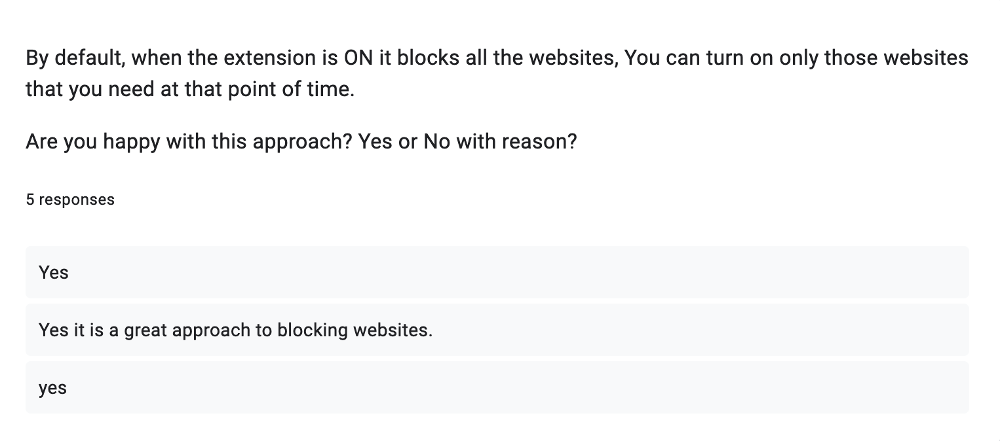 By default, when the extension is ON it blocks all the websites, You can turn on only those websites
that you need at that point of time.
Are you happy with this approach? Yes or No with reason?
5 responses
Yes
Yes it is a great approach to blocking websites.
yes